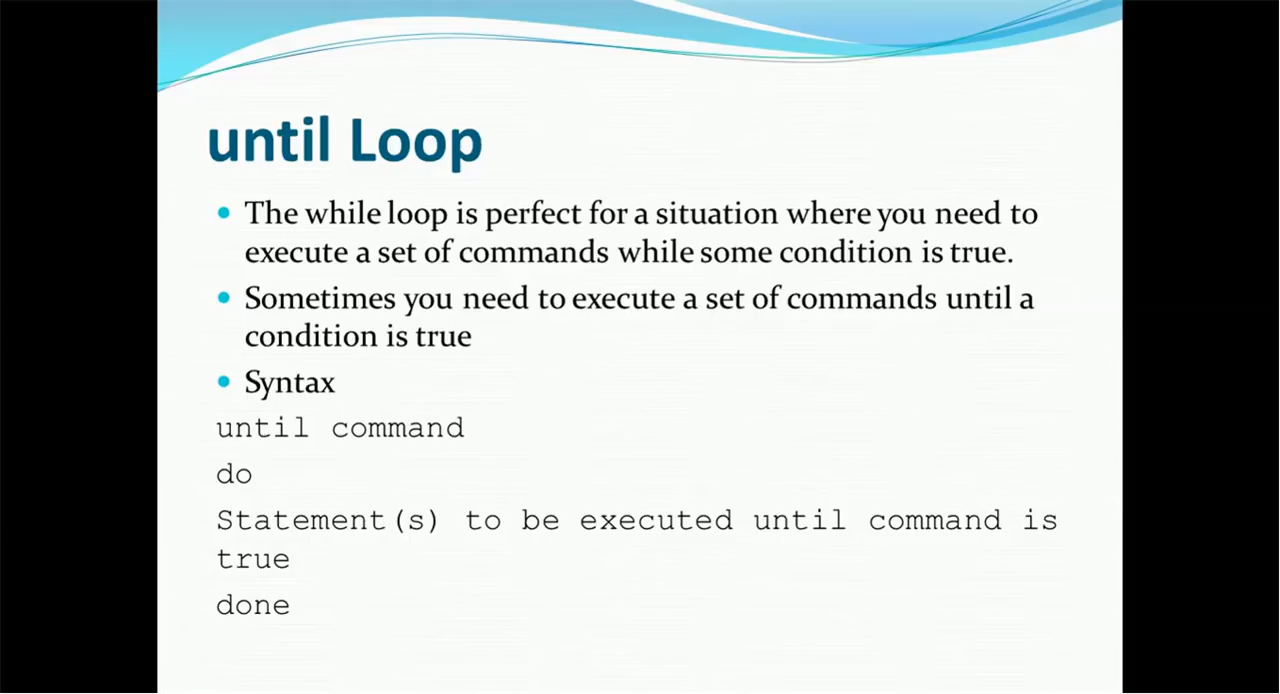 until Loop
The while loop is perfect for a situation where you need to
execute a set of commands while some condition is true.
Sometimes you need to execute a set of commands until a
condition is true
Syntax
until command
do
Statement(s) to be executed until command is
true
done